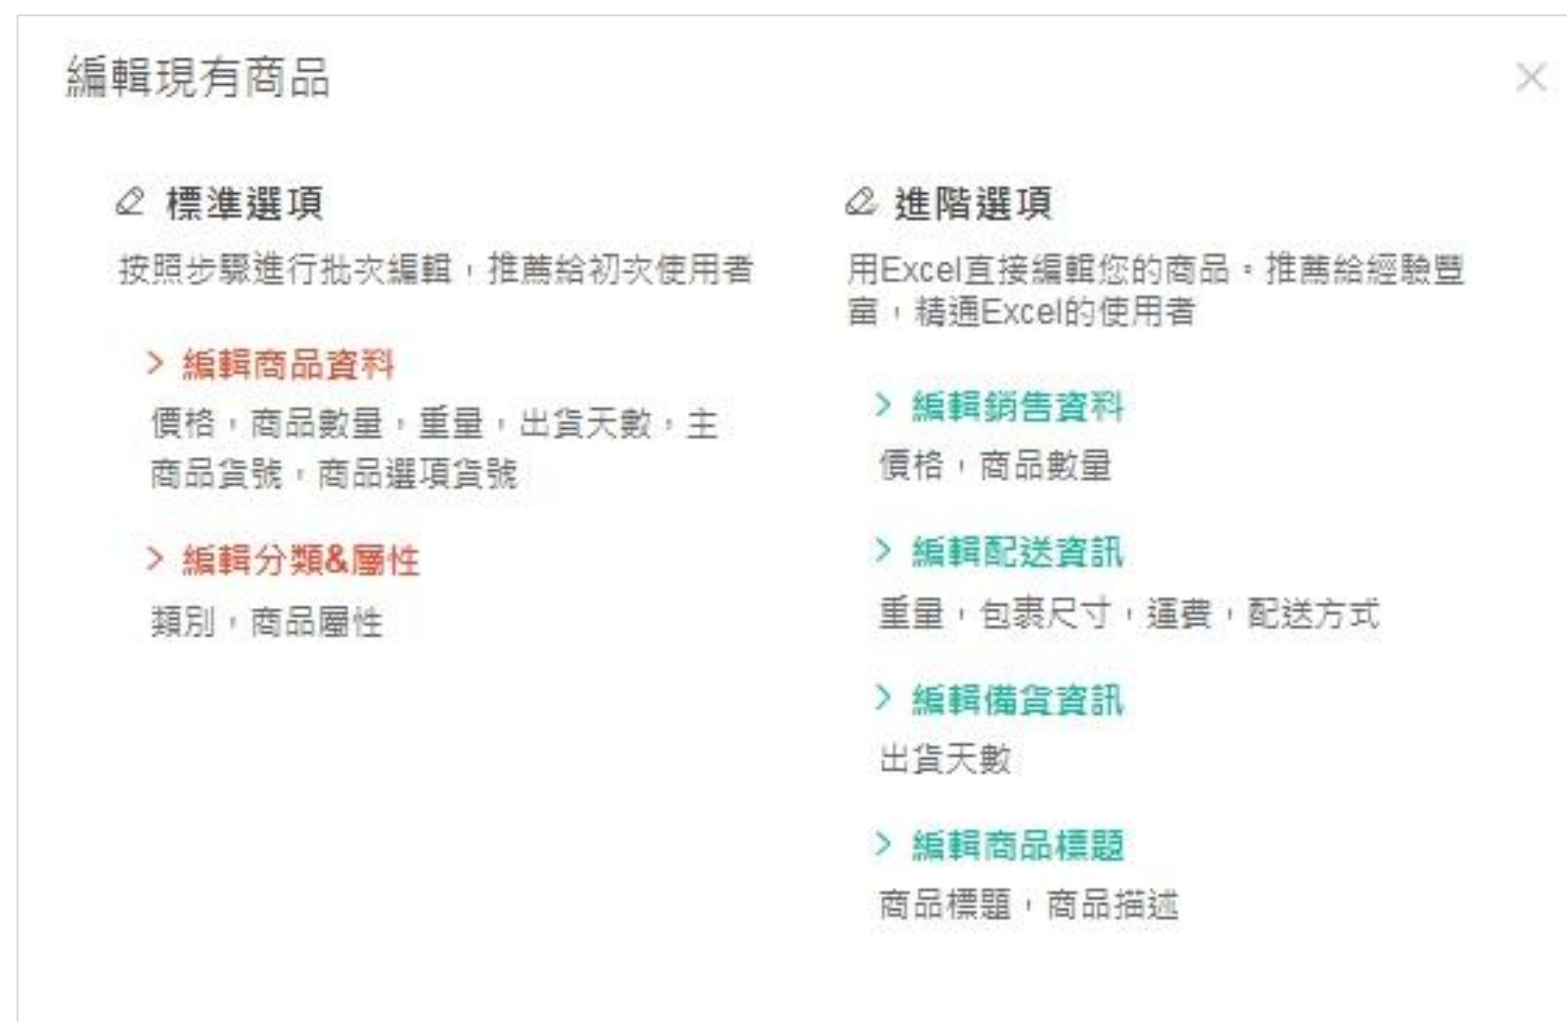 編輯現有商品
標準選項
按照步驟進行批次編輯，推薦給初次使用者
> 編輯商品資料
價格，商品數量，重量，出貨天數，主
商品貨號，商品選項貨號
> 編輯分類&屬性
類別，商品屬性
進階選項
用Excel直接編輯您的商品。推薦給經驗豐
富，精通Excel的使用者
> 編輯銷售資料
價格，商品數量
> 編輯配送資訊
重量，包裹尺寸，運費，配送方式
> 編輯備貨資訊
出貨天數
> 編輯商品標題
商品標題，商品描述